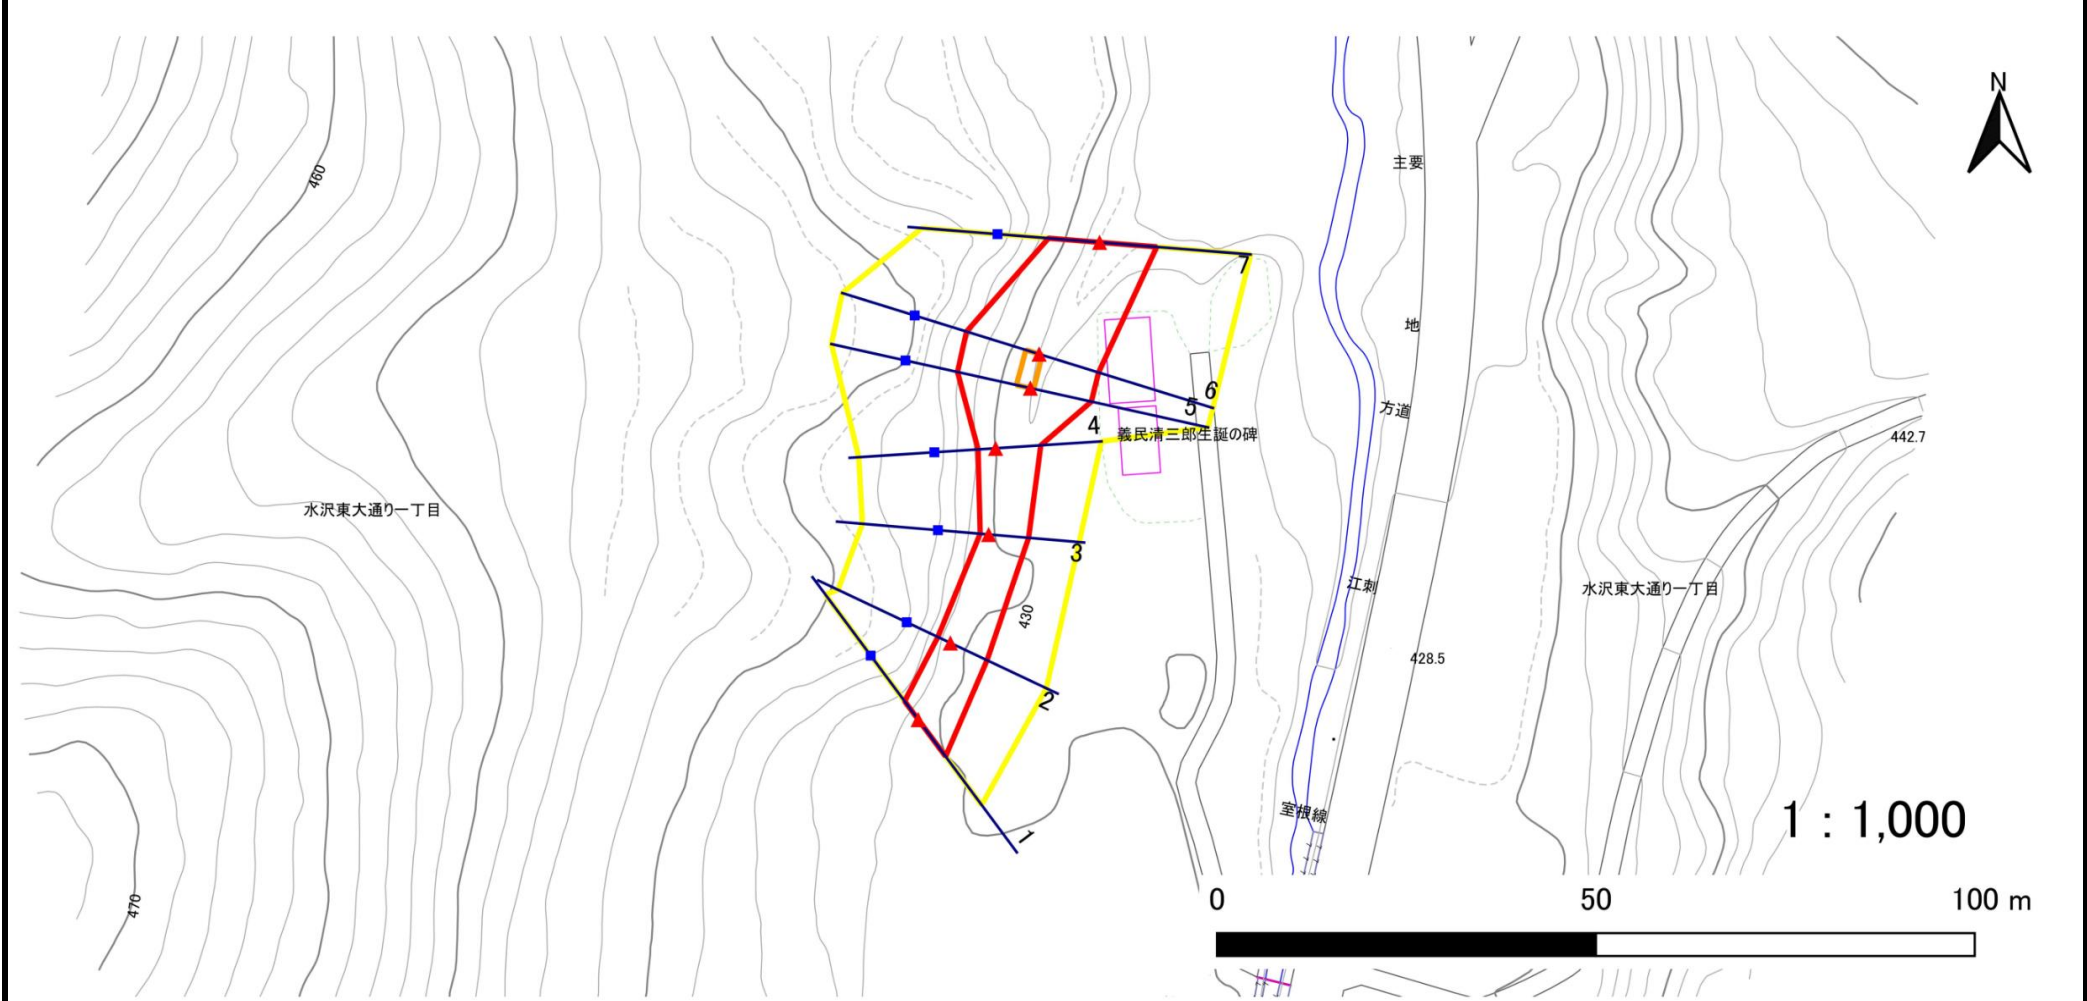 N
主要
460
7
地
6
5
方道
4
義民清三郎生誕の碑
442.7
水沢東大通り一丁目
3
江刺
水沢東大通り一丁目
430
428.5
2
室根線
1 : 1,000
1
470
0 50 100 m